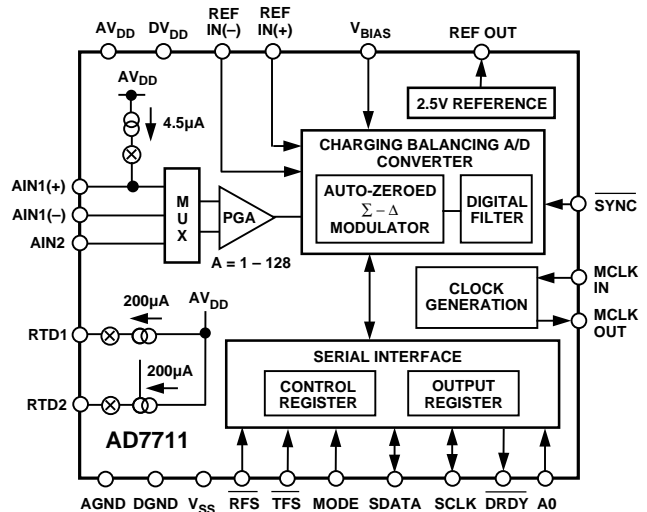 AVDD DVDD REF IN(–) REF IN(+) VBIAS REF OUT
AVDD
4.5µA
2.5V REFERENCE
CHARGING BALANCING A/D
CONVERTER
AUTO-ZEROED
Σ – Δ
MODULATOR
DIGITAL
FILTER
AIN1(+)
AIN1(–)
AIN2
M
U
X
PGA
A = 1 – 128
SYNC
MCLK
IN
MCLK
OUT
CLOCK
GENERATION
AVDD
200µA
RTD1
200µA
RTD2
SERIAL INTERFACE
CONTROL
REGISTER
OUTPUT
REGISTER
AD7711
AGND DGND VSS RFS TFS MODE SDATA SCLK DRDY A0